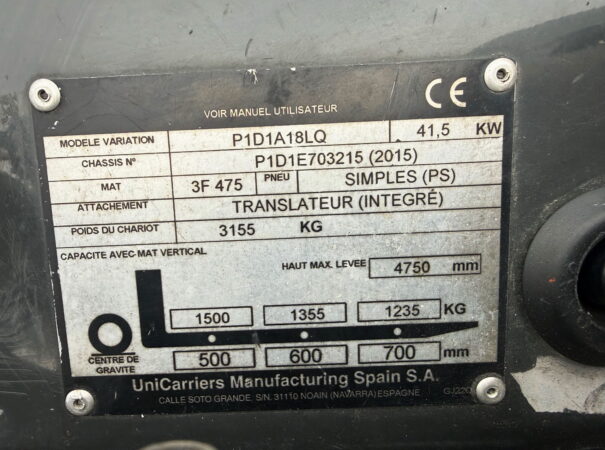 CE
VOIR MANUEL UTILISATEUR
MODELE VARIATION P1D1A18LQ 41,5 KW
CHASSIS Nº P1D1E703215 (2015)
MAT 3F 475 PNEU SIMPLES (PS)
ATTACHEMENT TRANSLATEUR (INTEGRÉ)
POIDS DU CHARIOT 3155 KG
CAPACITE AVEC MAT VERTICAL
HAUT MAX. LEVEE 4750 mm
1500 1355 1235 KG
CENTRE DE GRAVITE 500 600 700 mm
UniCarriers Manufacturing Spain S.A.
CALLE SOTO GRANDE, S/N. 31110 NOAIN (NAVARRA) ESPAGNE